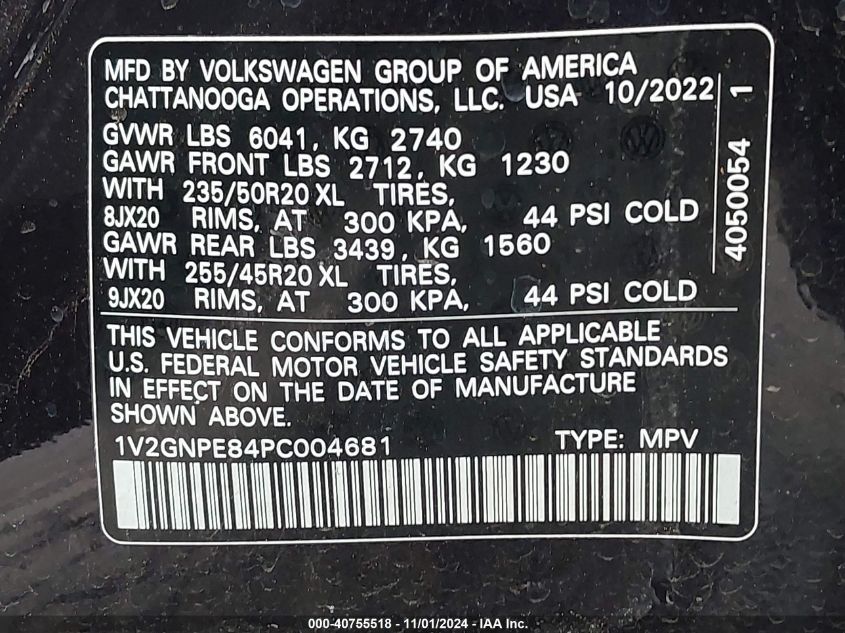 MFD BY VOLKSWAGEN GROUP OF AMERICA
CHATTANOOGA OPERATIONS, LLC. USA 10/2022
GVWR LBS 6041, KG 2740
GAWR FRONT LBS 2712, KG 1230
WITH 235/50R20 XL TIRES,
8JX20 RIMS, AT 300 KPA, 44 PSI COLD
GAWR REAR LBS 3439, KG 1560
WITH 255/45R20 XL TIRES,
9JX20 RIMS, AT 300 KPA, 44 PSI COLD
4050054 1
THIS VEHICLE CONFORMS TO ALL APPLICABLE
U.S. FEDERAL MOTOR VEHICLE SAFETY STANDARDS
IN EFFECT ON THE DATE OF MANUFACTURE
SHOWN ABOVE.
1V2GNPE84PC004681 TYPE: MPV
000-40755518 - 11/01/2024 - IAA Inc.